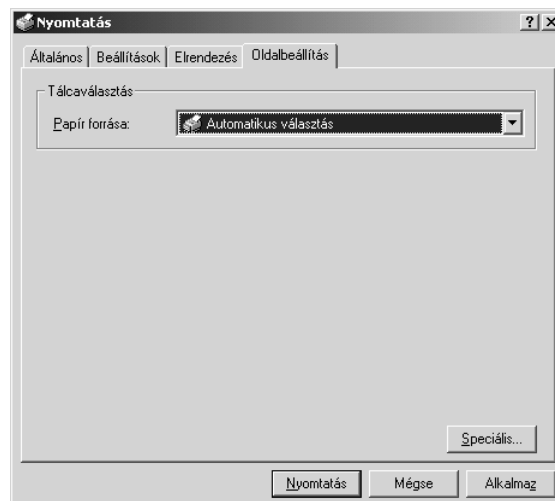 Nyomtatás
Általános Beállítások Elrendezés Oldalbeállítás
Tálcaválasztás
Papír forrása: Automatikus választás
Speciális...
Nyomtatás Mégse Alkalmaz